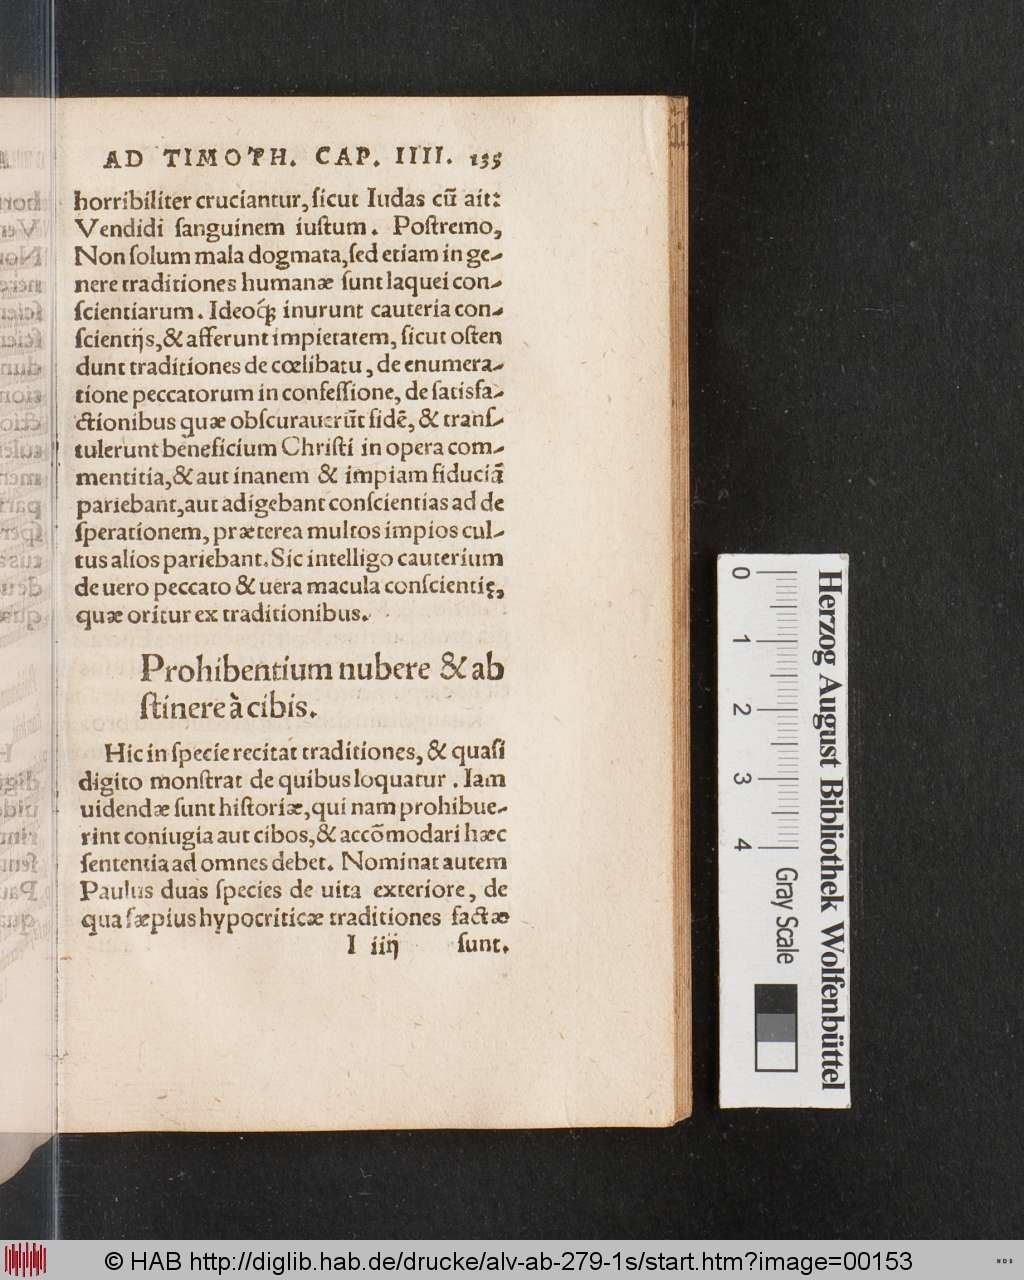 AD TIMOTH. CAP. IIII. 135
horribiliter cruciantur, ſicut Iudas cū ait:
Vendidi ſanguinem iuſtum. Poſtremo,
Non ſolum mala dogmata, ſed etiam in ge-
nere traditiones humanæ ſunt laquei con-
ſcientiarum. Ideoq́ꝫ inurunt cauteria con-
ſcientijs, & afferunt impietatem, ſicut oſten
dunt traditiones de cœlibatu, de enumera-
tione peccatorum in confeſſione, de ſatisfa-
ctionibus quæ obſcurauerūt fidē, & tranſ-
tulerunt beneficium Chriſti in opera com-
mentitia, & aut inanem & impiam fiduciā
pariebant, aut adigebant conſcientias ad de
ſperationem, præterea multos impios cul-
tus alios pariebant. Sic intelligo cauterium
de uero peccato & uera macula conſcientię,
quæ oritur ex traditionibus.
Prohibentium nubere & ab
ſtinere à cibis.
Hic in ſpecie recitat traditiones, & quaſi
digito monſtrat de quibus loquatur. Iam
uidendæ ſunt hiſtoriæ, qui nam prohibue-
rint coniugia aut cibos, & accōmodari hæc
ſententia ad omnes debet. Nominat autem
Paulus duas ſpecies de uita exteriore, de
qua ſæpius hypocriticæ traditiones factæ
I iiij ſunt.
Herzog August Bibliothek Wolfenbüttel
0 1 2 3 4 Gray Scale
© HAB http://diglib.hab.de/drucke/alv-ab-279-1s/start.htm?image=00153